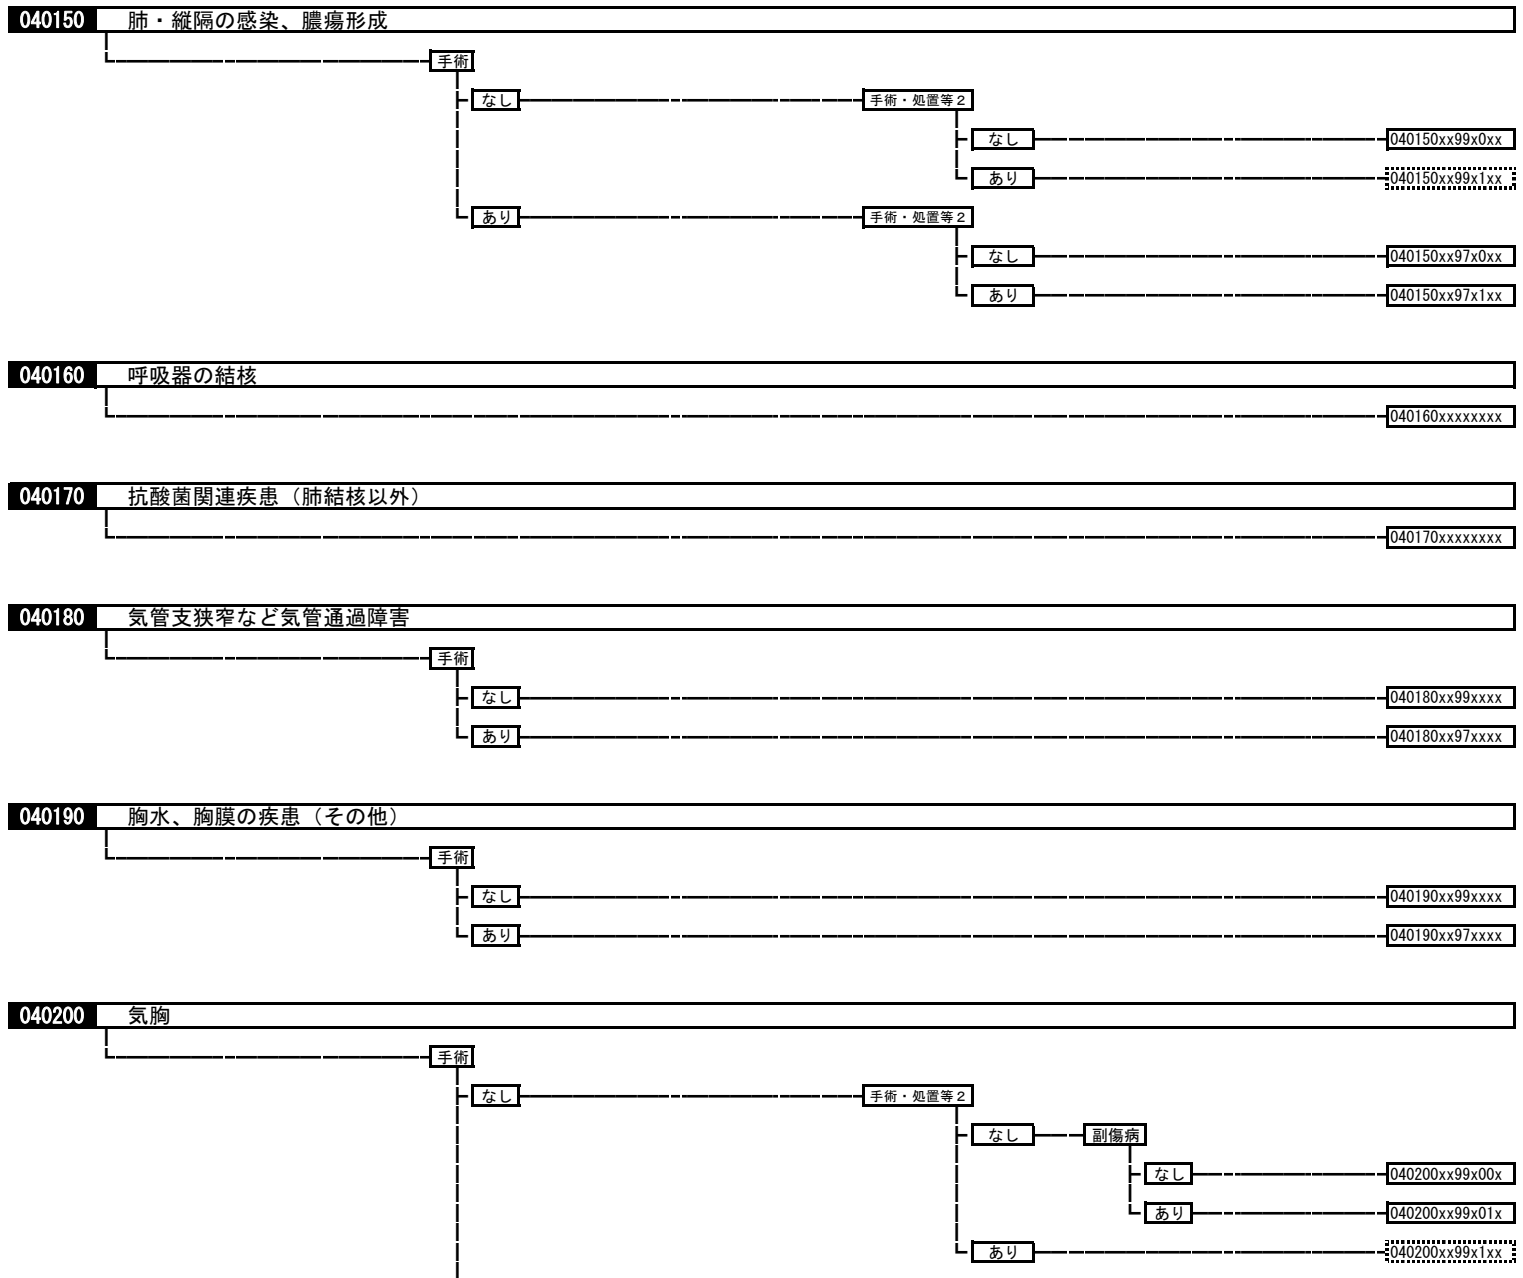 040150 肺・縦隔の感染、膿瘍形成
手術
なし 手術・処置等２
なし 040150xx99x0xx
あり 040150xx99x1xx
あり 手術・処置等２
なし 040150xx97x0xx
あり 040150xx97x1xx
040160 呼吸器の結核
040160xxxxxxxx
040170 抗酸菌関連疾患（肺結核以外）
040170xxxxxxxx
040180 気管支狭窄など気管通過障害
手術
なし 040180xx99xxxx
あり 040180xx97xxxx
040190 胸水、胸膜の疾患（その他）
手術
なし 040190xx99xxxx
あり 040190xx97xxxx
040200 気胸
手術
なし 手術・処置等２
なし 副傷病
なし 040200xx99x00x
あり 040200xx99x01x
あり 040200xx99x1xx